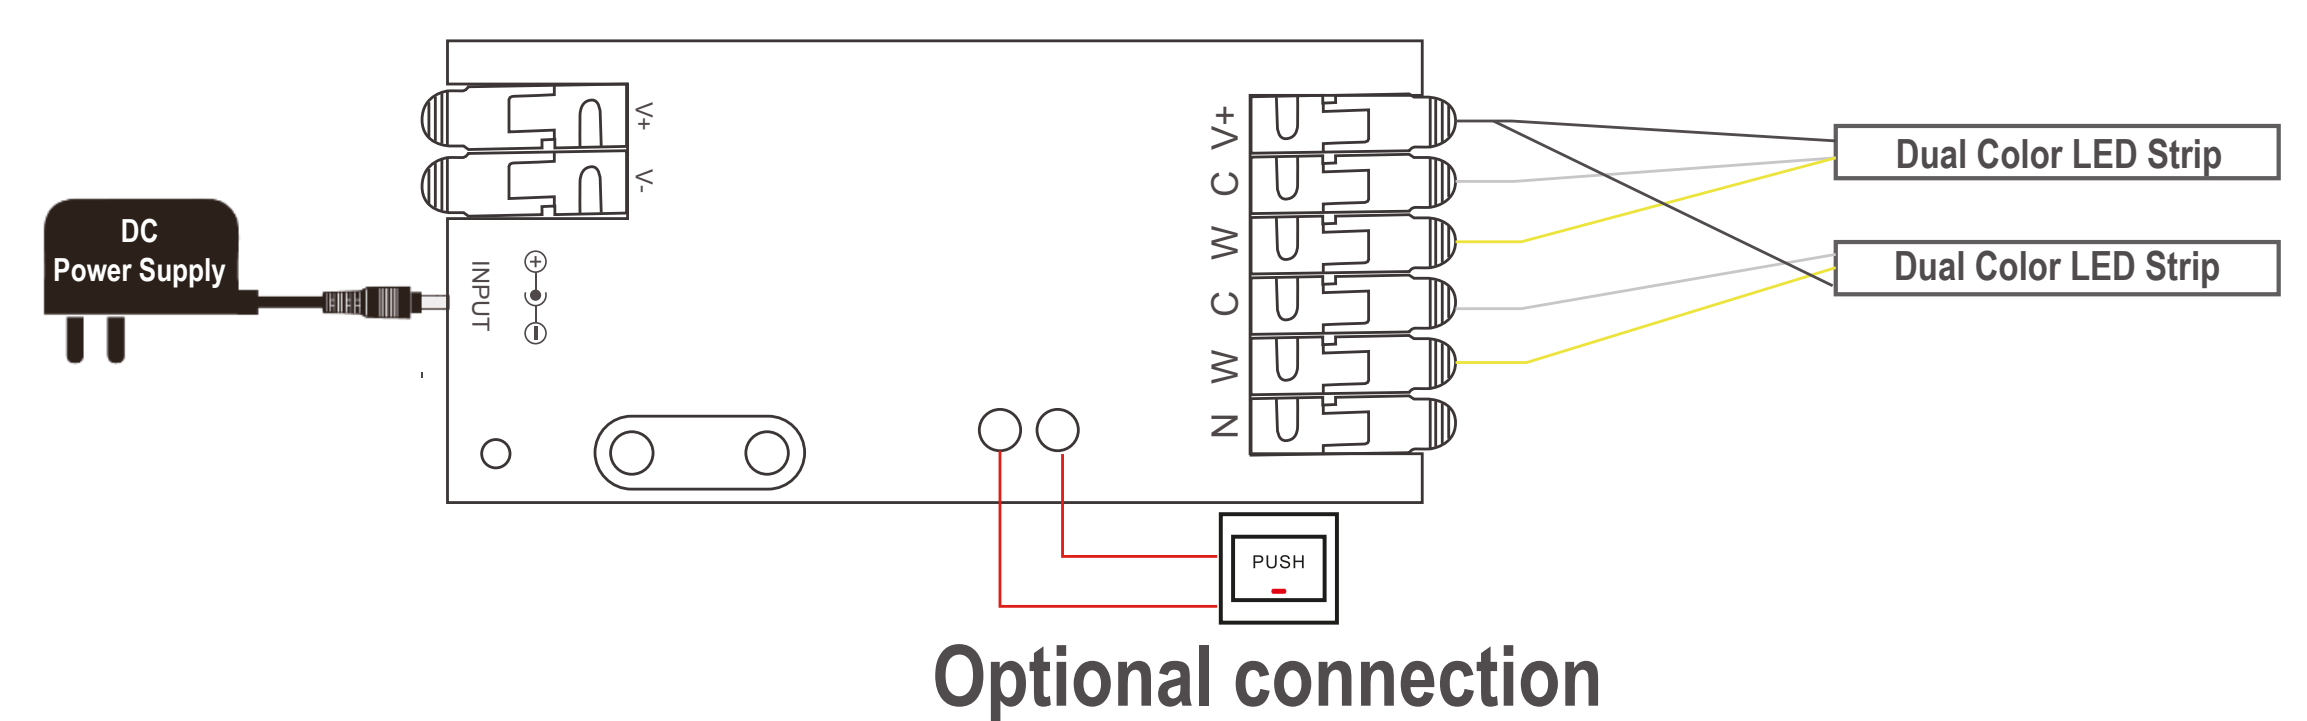 DC
Power Supply
V+
V-
INPUT
V+
C
W
C
W
N
Dual Color LED Strip
Dual Color LED Strip
PUSH
Optional connection